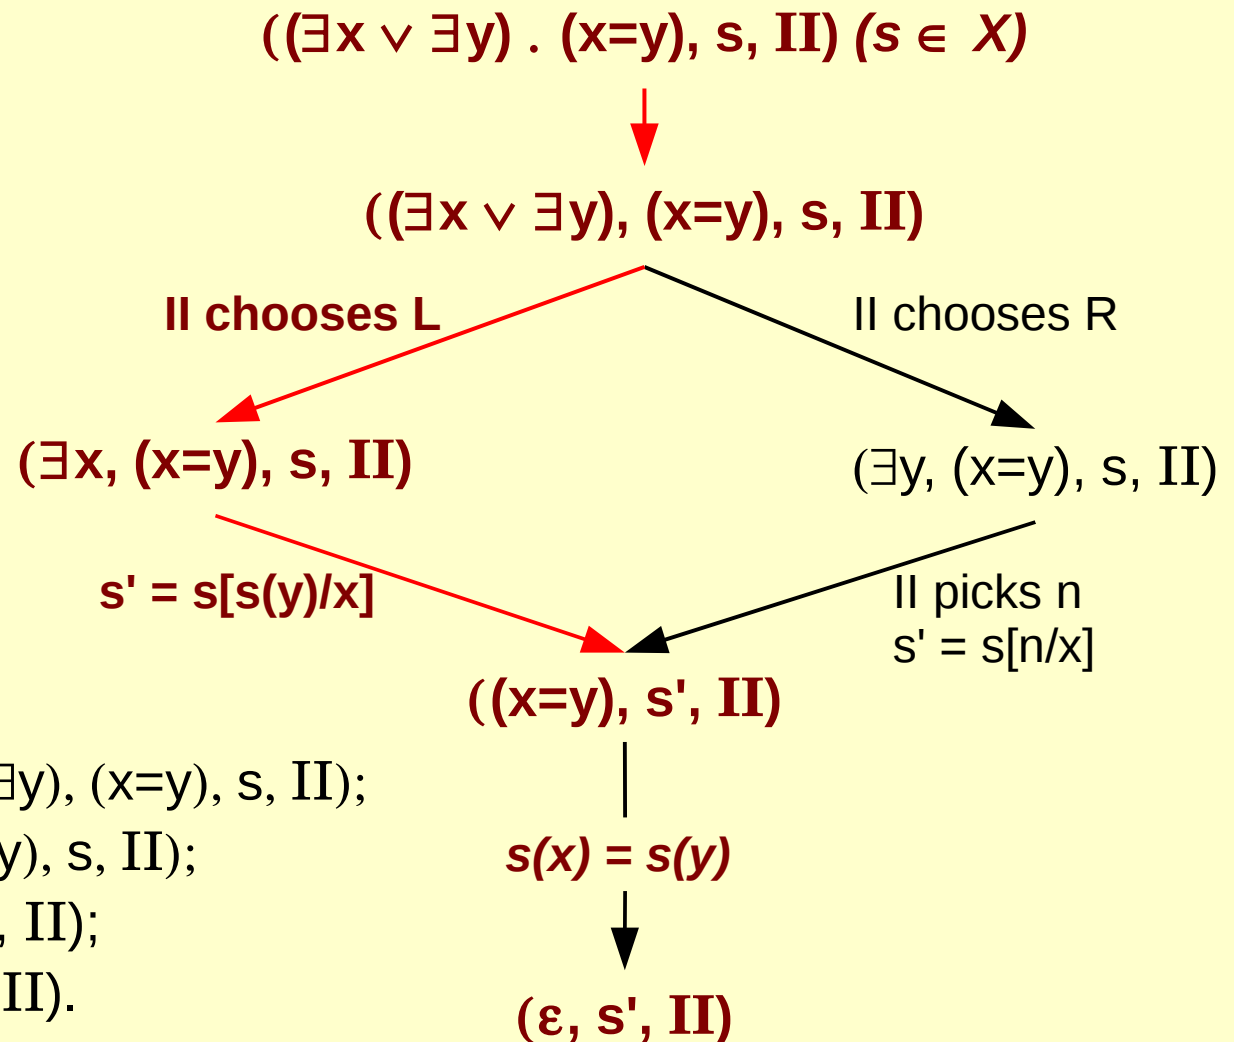 ((∃x ∨ ∃y) . (x=y), s, II) (s ∈ X)
((∃x ∨ ∃y), (x=y), s, II)
II chooses L
II chooses R
(∃x, (x=y), s, II)
(∃y, (x=y), s, II)
s' = s[s(y)/x]
II picks n
s' = s[n/x]
((x=y), s', II)
∃y), (x=y), s, II);
y), s, II);
s(x) = s(y)
, II);
II).
(ε, s', II)